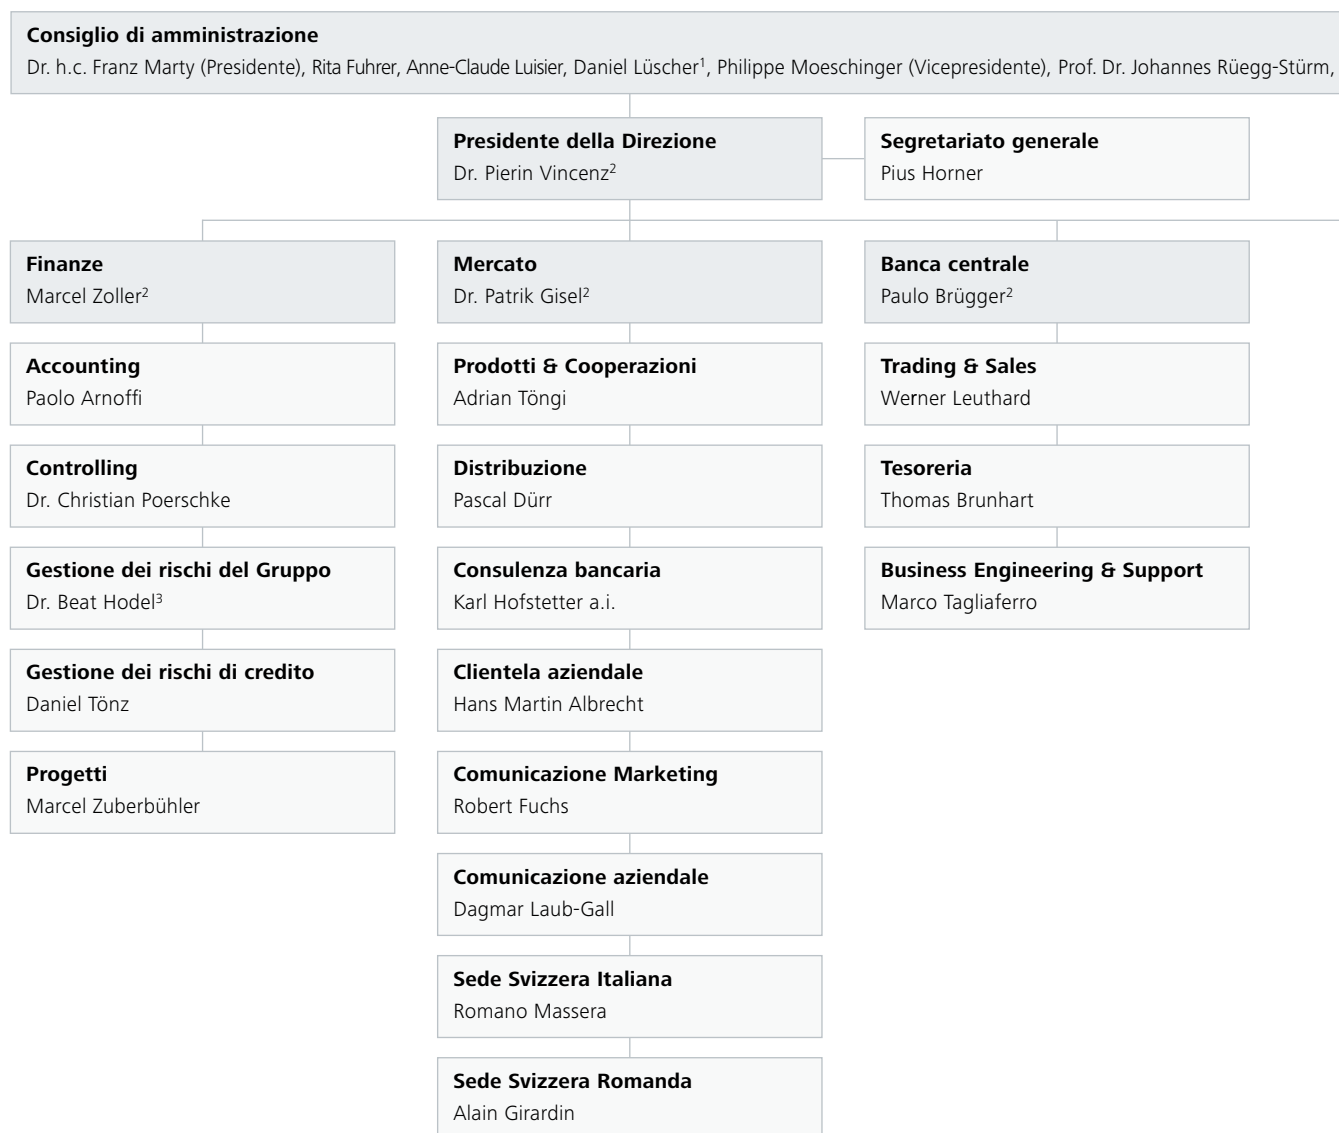 Consiglio di amministrazione
Dr. h.c. Franz Marty (Presidente), Rita Fuhrer, Anne-Claude Luisier, Daniel Lüscher¹, Philippe Moeschinger (Vicepresidente), Prof. Dr. Johannes Rüegg-Stürm,
Presidente della Direzione
Dr. Pierin Vincenz²
Segretariato generale
Pius Horner
Finanze
Marcel Zoller²
Accounting
Paolo Arnoffi
Controlling
Dr. Christian Poerschke
Gestione dei rischi del Gruppo
Dr. Beat Hodel³
Gestione dei rischi di credito
Daniel Tönz
Progetti
Marcel Zuberbühler
Mercato
Dr. Patrik Gisel²
Prodotti & Cooperazioni
Adrian Töngi
Distribuzione
Pascal Dürr
Consulenza bancaria
Karl Hofstetter a.i.
Clientela aziendale
Hans Martin Albrecht
Comunicazione Marketing
Robert Fuchs
Comunicazione aziendale
Dagmar Laub-Gall
Sede Svizzera Italiana
Romano Massera
Sede Svizzera Romanda
Alain Girardin
Banca centrale
Paulo Brügger²
Trading & Sales
Werner Leuthard
Tesoreria
Thomas Brunhart
Business Engineering & Support
Marco Tagliaferro